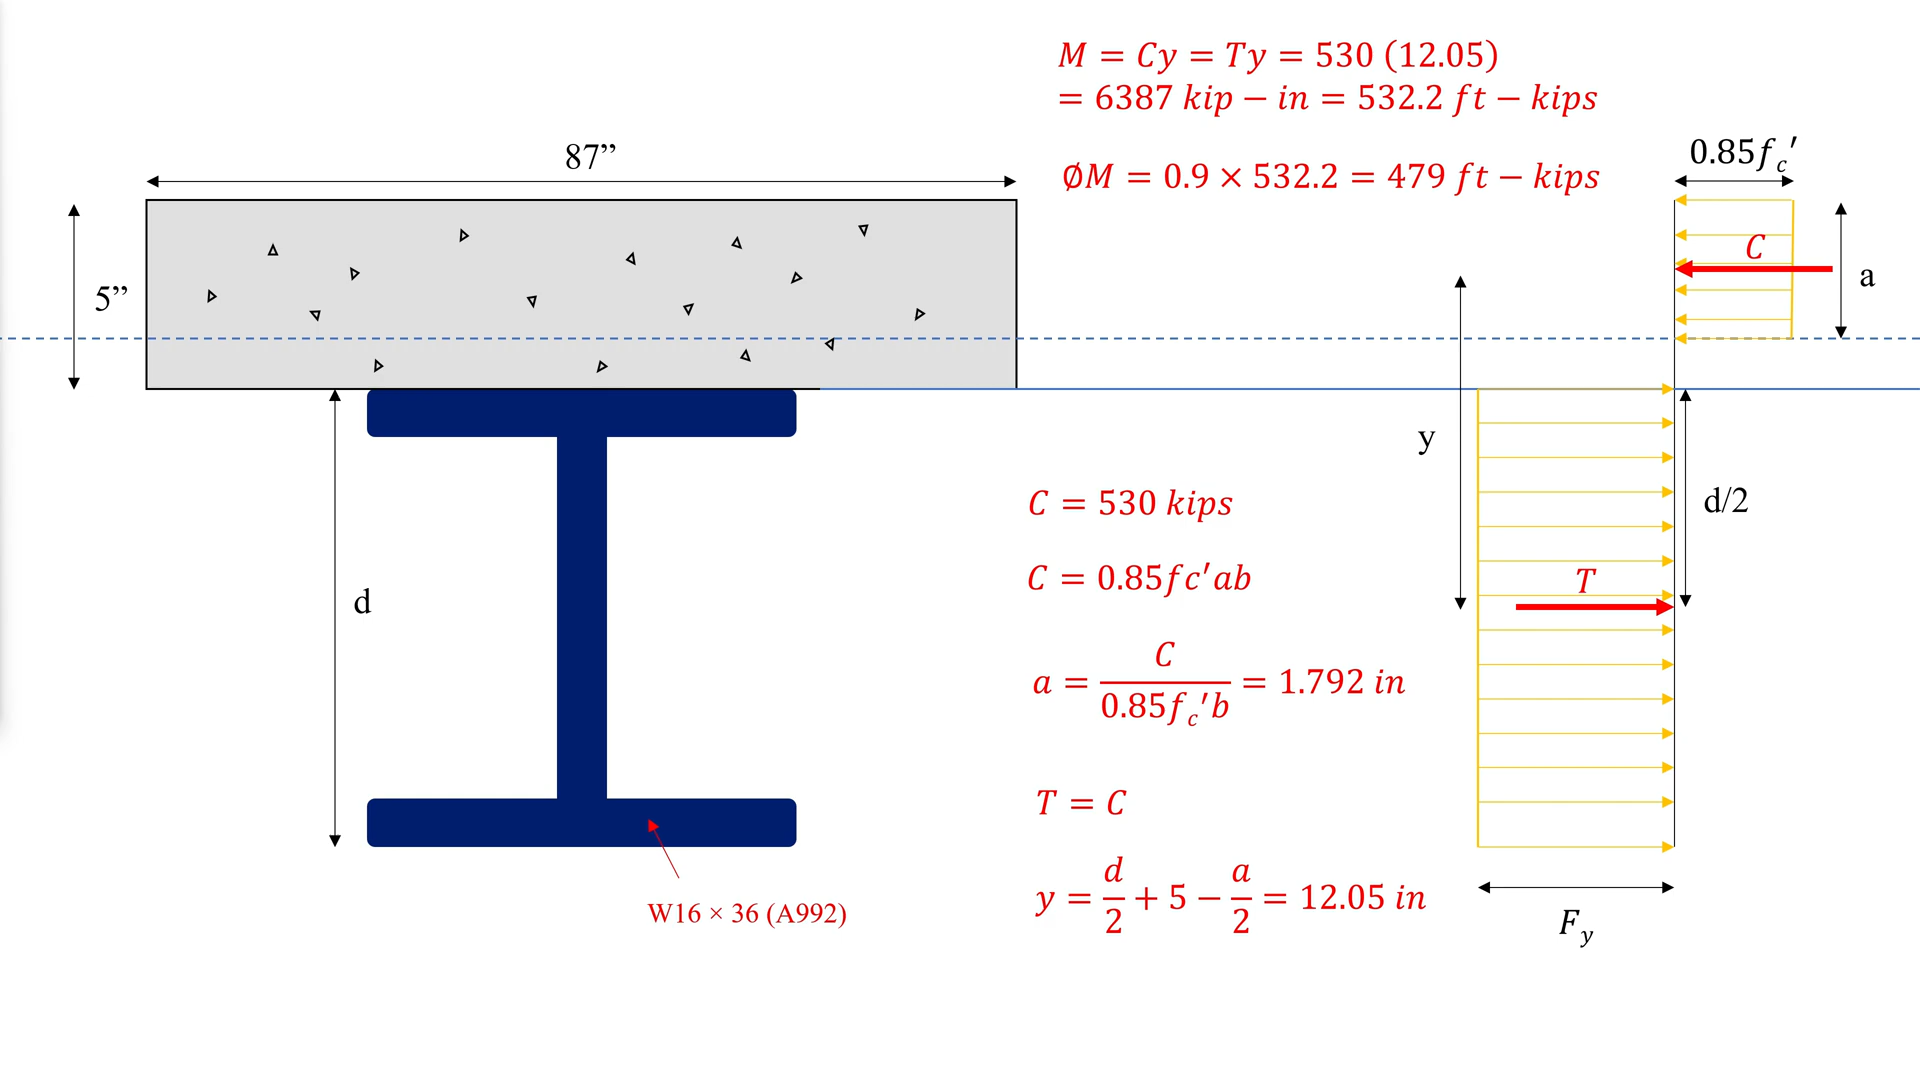 M = Cy = Ty = 530 (12.05)
= 6387 kip − in = 532.2 ft − kips
∅M = 0.9 × 532.2 = 479 ft − kips
0.85f_c′
87”
C
a
5”
y
d/2
C = 530 kips
C = 0.85fc′ab
T
d
a = C / 0.85f_c′b = 1.792 in
T = C
y = d/2 + 5 − a/2 = 12.05 in
W16 × 36 (A992)
F_y